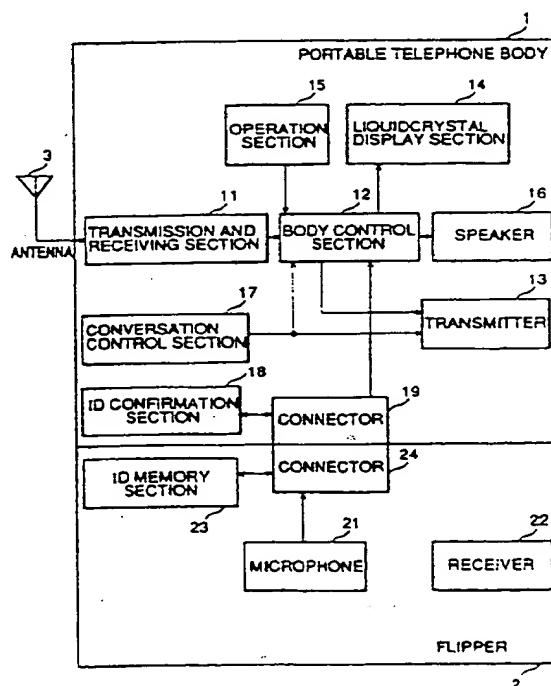 1
PORTABLE TELEPHONE BODY
15
14
OPERATION
SECTION
LIQUIDCRYSTAL
DISPLAY SECTION
3
11
12
16
ANTENNA
TRANSMISSION AND
RECEIVING SECTION
BODY CONTROL
SECTION
SPEAKER
17
13
CONVERSATION
CONTROL SECTION
TRANSMITTER
18
19
ID CONFIRMATION
SECTION
CONNECTOR
ID MEMORY
SECTION
CONNECTOR
24
23
21
22
MICROPHONE
RECEIVER
FLIPPER
2